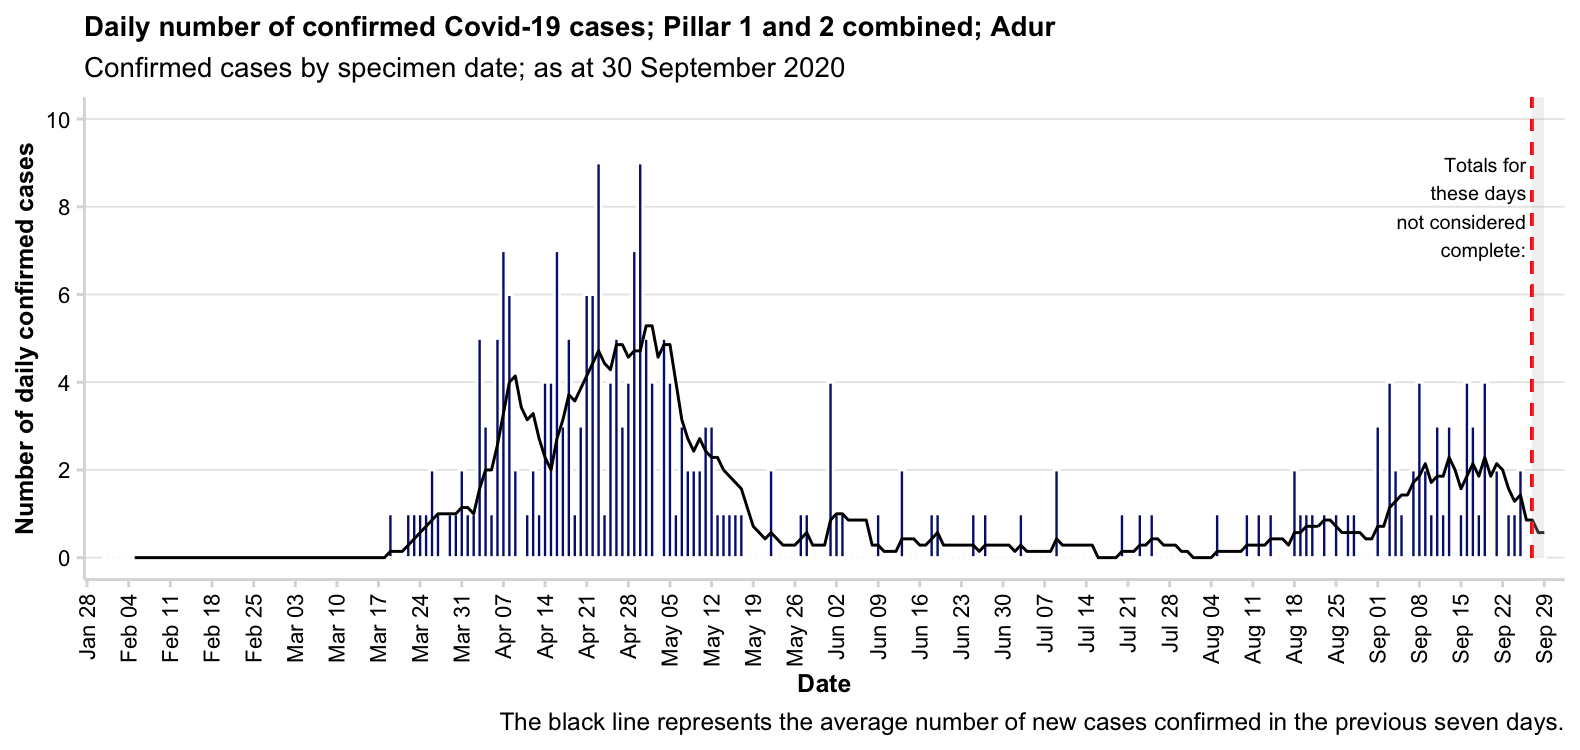 Daily number of confirmed Covid-19 cases; Pillar 1 and 2 combined; Adur
Confirmed cases by specimen date; as at 30 September 2020
Number of daily confirmed cases
10
8
6
4
2
0
Totals for
these days
not considered
complete:
Jan 28
Feb 04
Feb 11
Feb 18
Feb 25
Mar 03
Mar 10
Mar 17
Mar 24
Mar 31
Apr 07
Apr 14
Apr 21
Apr 28
May 05
May 12
May 19
May 26
Jun 02
Jun 09
Jun 16
Jun 23
Jun 30
Jul 07
Jul 14
Jul 21
Jul 28
Aug 04
Aug 11
Aug 18
Aug 25
Sep 01
Sep 08
Sep 15
Sep 22
Sep 29
Date
The black line represents the average number of new cases confirmed in the previous seven days.